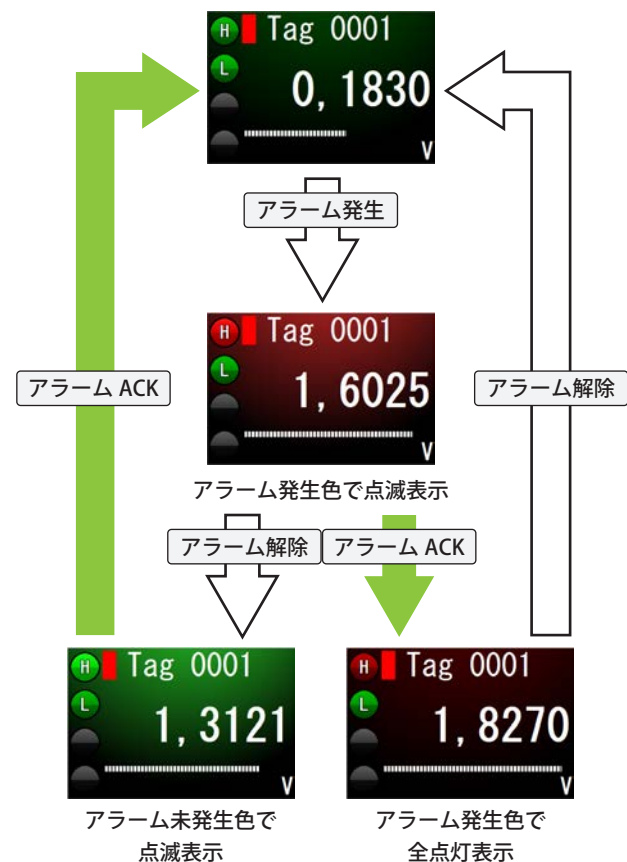 H Tag 0001
L
0,1830
V
アラーム発生
H Tag 0001
L
1,6025
V
アラーム ACK
アラーム解除
アラーム発生色で点滅表示
アラーム解除
アラーム ACK
H Tag 0001
L
1,3121
V
アラーム未発生色で
点滅表示
H Tag 0001
L
1,8270
V
アラーム発生色で
全点灯表示